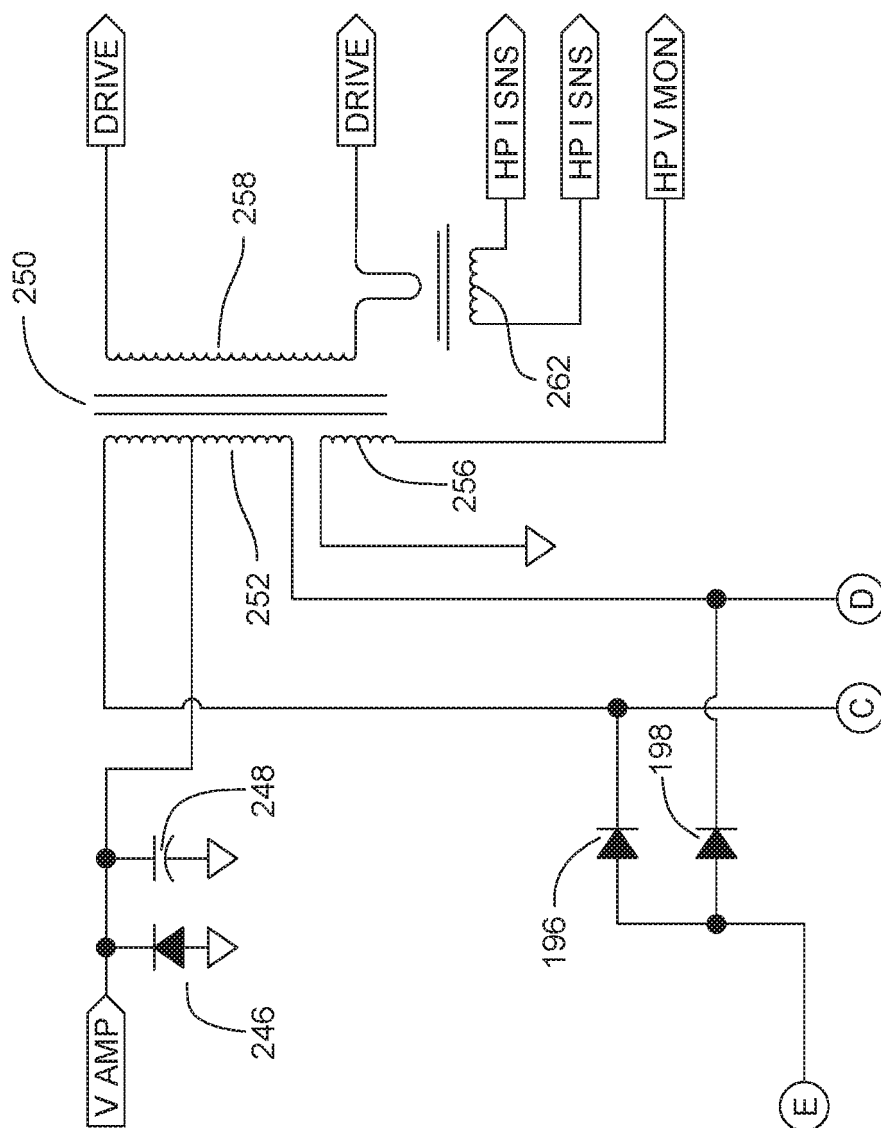 DRIVE
DRIVE
HP I SNS
HP I SNS
HP V MON
250
258
262
252
256
V AMP
248
246
196
198
C
D
E